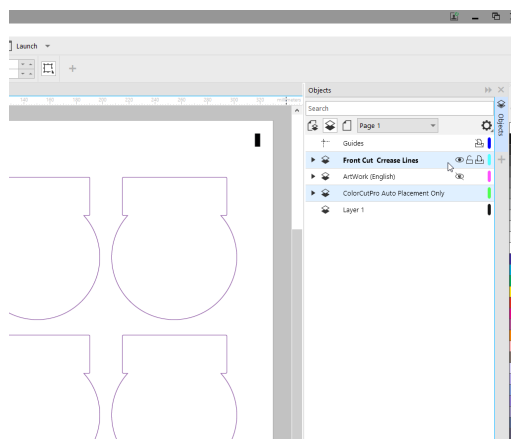 Launch
Objects
Search
Page 1
Guides
Front Cut Crrease Lines
ArtWork (English)
ColorCutPro Auto Placement Only
Layer 1
Objects